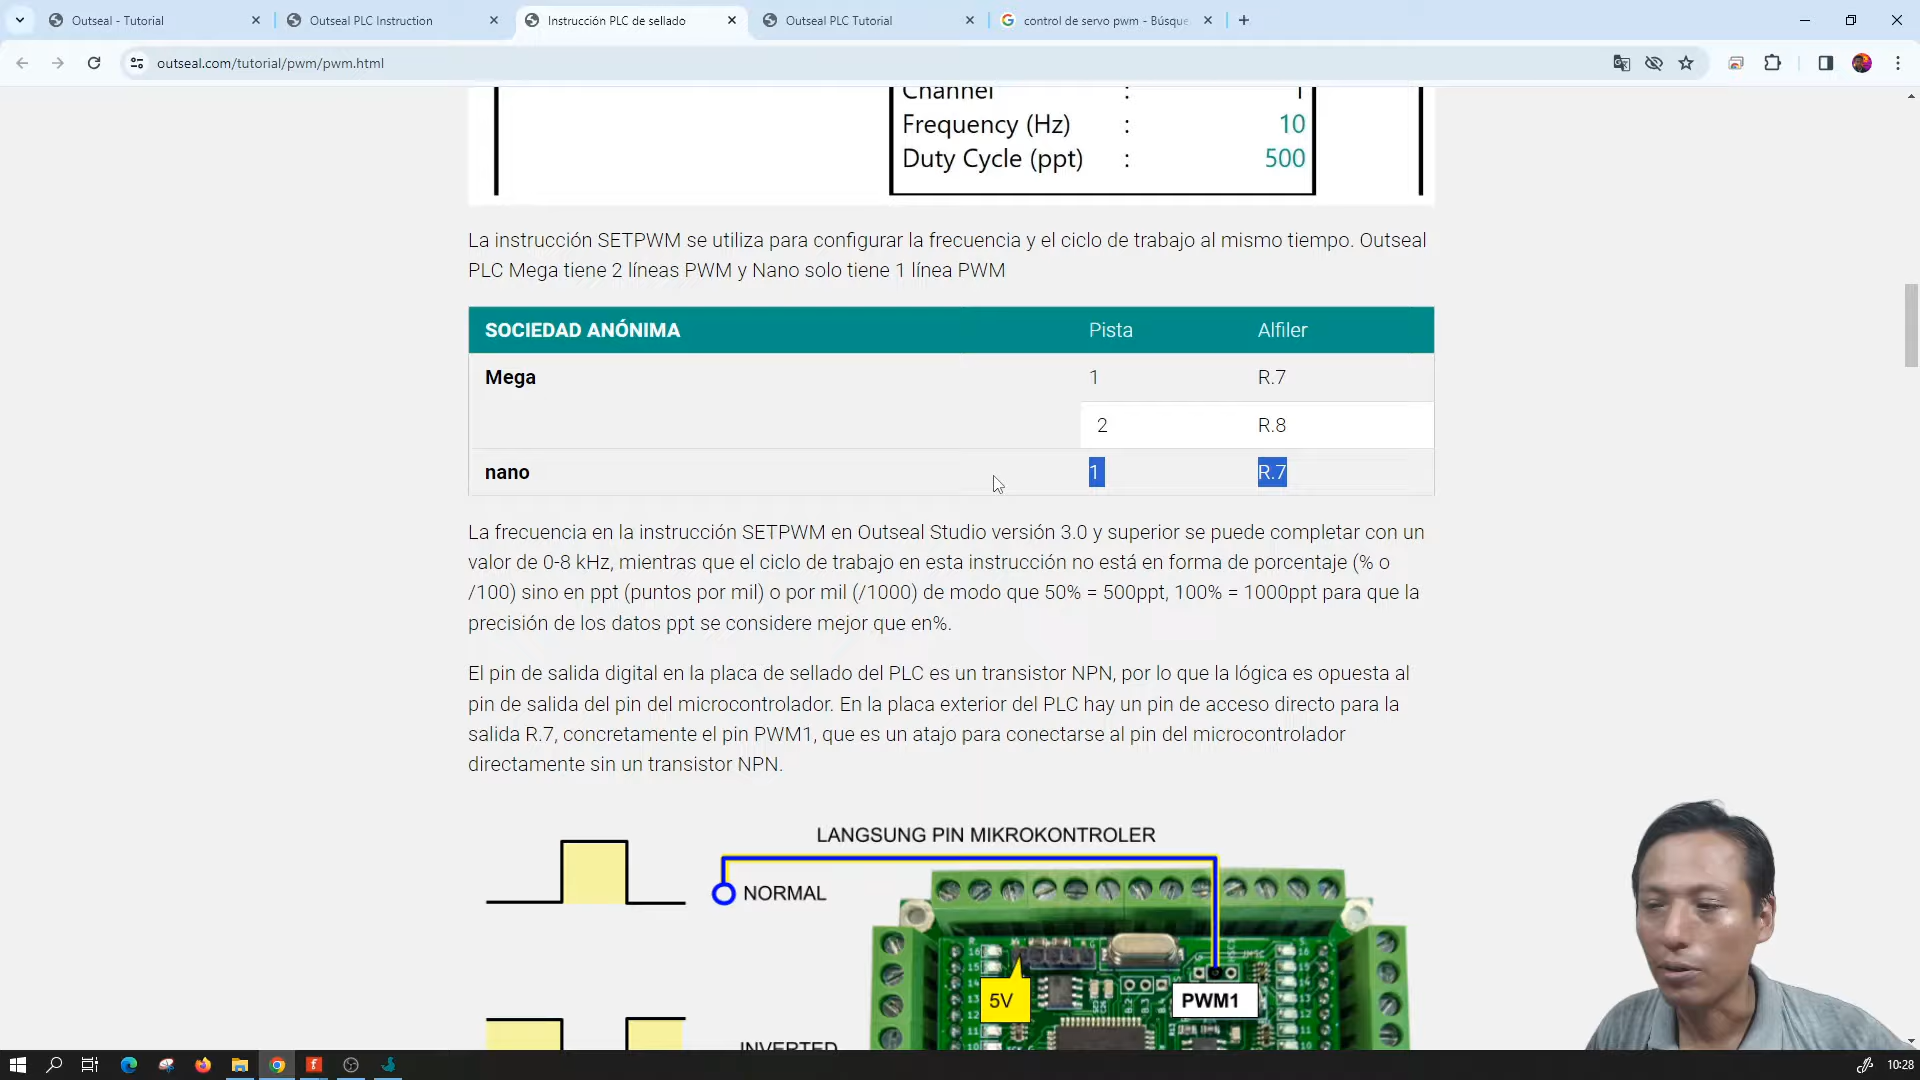 Outseal - Tutorial
Outseal PLC Instruction
Instrucción PLC de sellado
Outseal PLC Tutorial
control de servo pwm - Búsque
outseal.com/tutorial/pwm/pwm.html
Channel : 1
Frequency (Hz) : 10
Duty Cycle (ppt) : 500
La instrucción SETPWM se utiliza para configurar la frecuencia y el ciclo de trabajo al mismo tiempo. Outseal
PLC Mega tiene 2 líneas PWM y Nano solo tiene 1 línea PWM
SOCIEDAD ANÓNIMA Pista Alfiler
Mega 1 R.7
2 R.8
nano 1 R.7
La frecuencia en la instrucción SETPWM en Outseal Studio versión 3.0 y superior se puede completar con un
valor de 0-8 kHz, mientras que el ciclo de trabajo en esta instrucción no está en forma de porcentaje (% o
/100) sino en ppt (puntos por mil) o por mil (/1000) de modo que 50% = 500ppt, 100% = 1000ppt para que la
precisión de los datos ppt se considere mejor que en%.
El pin de salida digital en la placa de sellado del PLC es un transistor NPN, por lo que la lógica es opuesta al
pin de salida del pin del microcontrolador. En la placa exterior del PLC hay un pin de acceso directo para la
salida R.7, concretamente el pin PWM1, que es un atajo para conectarse al pin del microcontrolador
directamente sin un transistor NPN.
LANGSUNG PIN MIKROKONTROLER
NORMAL
5V
PWM1
INVERTED
10:28